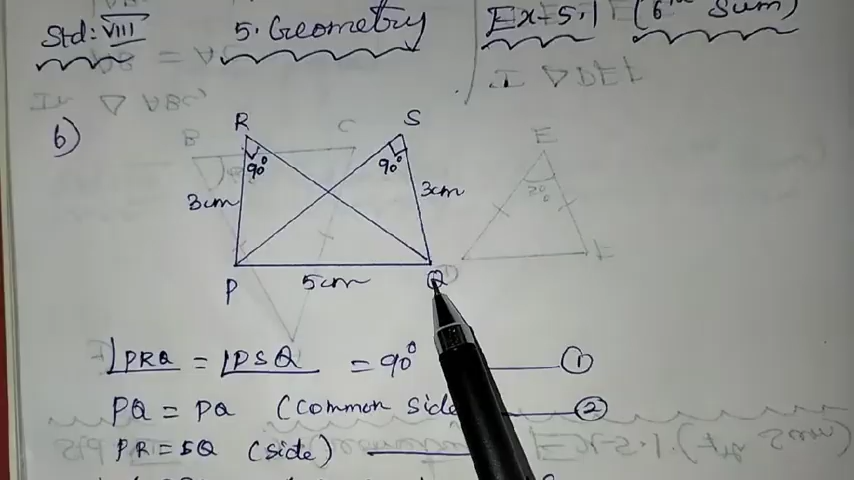 Std: VIII 5. Geometry Ex-5.1 (6th Sum)
6)
R S
90° 90°
3cm 3cm
P 5cm Q
∠PRQ = ∠PSQ = 90° ①
PQ = PQ (Common side ②
PR = SQ (side)